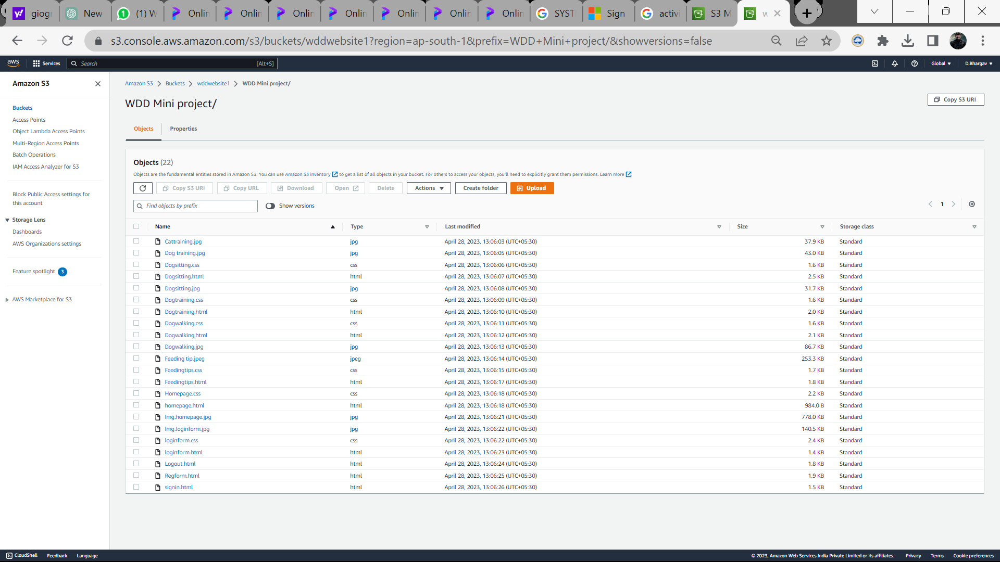 giogr
New
(1) W
Onlin
Onlin
Onlin
Onlin
Onlin
Onlin
Onlin
SYST
Sign
activi
S3 M
w
s3.console.aws.amazon.com/s3/buckets/wddwebsite1?region=ap-south-1&prefix=WDD+Mini+project/&showversions=false
aws Services Search [Alt+S] Global D.Bhargav
Amazon S3
Buckets
Access Points
Object Lambda Access Points
Multi-Region Access Points
Batch Operations
IAM Access Analyzer for S3
Block Public Access settings for
this account
Storage Lens
Dashboards
AWS Organizations settings
Feature spotlight 3
AWS Marketplace for S3
Amazon S3 > Buckets > wddwebsite1 > WDD Mini project/
WDD Mini project/
Copy S3 URI
Objects Properties
Objects (22)
Objects are the fundamental entities stored in Amazon S3. You can use Amazon S3 inventory to get a list of all objects in your bucket. For others to access your objects, you'll need to explicitly grant them permissions. Learn more
Copy S3 URI Copy URL Download Open Delete Actions Create folder Upload
Find objects by prefix Show versions 1
Name Type Last modified Size Storage class
Cattraining.jpg jpg April 28, 2023, 13:06:03 (UTC+05:30) 37.9 KB Standard
Dog training.jpg jpg April 28, 2023, 13:06:05 (UTC+05:30) 43.0 KB Standard
Dogsitting.css css April 28, 2023, 13:06:06 (UTC+05:30) 1.6 KB Standard
Dogsitting.html html April 28, 2023, 13:06:07 (UTC+05:30) 2.5 KB Standard
Dogsitting.jpg jpg April 28, 2023, 13:06:08 (UTC+05:30) 31.7 KB Standard
Dogtraining.css css April 28, 2023, 13:06:09 (UTC+05:30) 1.6 KB Standard
Dogtraining.html html April 28, 2023, 13:06:10 (UTC+05:30) 2.0 KB Standard
Dogwalking.css css April 28, 2023, 13:06:11 (UTC+05:30) 1.6 KB Standard
Dogwalking.html html April 28, 2023, 13:06:12 (UTC+05:30) 2.1 KB Standard
Dogwalking.jpg jpg April 28, 2023, 13:06:13 (UTC+05:30) 86.7 KB Standard
Feeding tip.jpeg jpeg April 28, 2023, 13:06:14 (UTC+05:30) 253.3 KB Standard
Feedingtips.css css April 28, 2023, 13:06:15 (UTC+05:30) 1.7 KB Standard
Feedingtips.html html April 28, 2023, 13:06:17 (UTC+05:30) 1.8 KB Standard
Homepage.css css April 28, 2023, 13:06:18 (UTC+05:30) 2.2 KB Standard
homepage.html html April 28, 2023, 13:06:18 (UTC+05:30) 984.0 B Standard
Img.homepage.jpg jpg April 28, 2023, 13:06:21 (UTC+05:30) 778.0 KB Standard
Img.loginform.jpg jpg April 28, 2023, 13:06:22 (UTC+05:30) 140.5 KB Standard
loginform.css css April 28, 2023, 13:06:22 (UTC+05:30) 2.4 KB Standard
loginform.html html April 28, 2023, 13:06:23 (UTC+05:30) 1.4 KB Standard
Logout.html html April 28, 2023, 13:06:24 (UTC+05:30) 1.8 KB Standard
Regform.html html April 28, 2023, 13:06:25 (UTC+05:30) 1.9 KB Standard
signin.html html April 28, 2023, 13:06:26 (UTC+05:30) 1.5 KB Standard
CloudShell Feedback Language © 2023, Amazon Web Services India Private Limited or its affiliates. Privacy Terms Cookie preferences